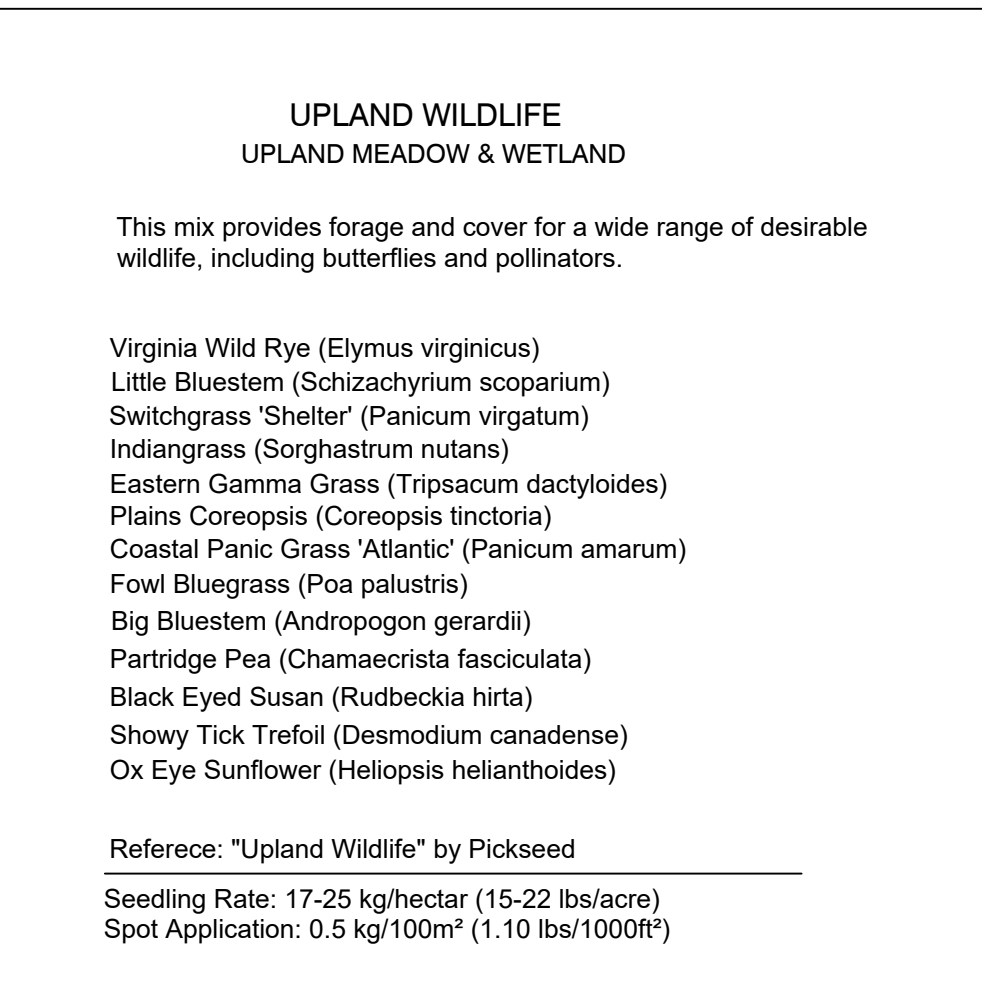 UPLAND WILDLIFE
UPLAND MEADOW & WETLAND
This mix provides forage and cover for a wide range of desirable
wildlife, including butterflies and pollinators.
Virginia Wild Rye (Elymus virginicus)
Little Bluestem (Schizachyrium scoparium)
Switchgrass 'Shelter' (Panicum virgatum)
Indiangrass (Sorghastrum nutans)
Eastern Gamma Grass (Tripsacum dactyloides)
Plains Coreopsis (Coreopsis tinctoria)
Coastal Panic Grass 'Atlantic' (Panicum amarum)
Fowl Bluegrass (Poa palustris)
Big Bluestem (Andropogon gerardii)
Partridge Pea (Chamaecrista fasciculata)
Black Eyed Susan (Rudbeckia hirta)
Showy Tick Trefoil (Desmodium canadense)
Ox Eye Sunflower (Heliopsis helianthoides)
Referece: "Upland Wildlife" by Pickseed
Seedling Rate: 17-25 kg/hectar (15-22 lbs/acre)
Spot Application: 0.5 kg/100m² (1.10 lbs/1000ft²)